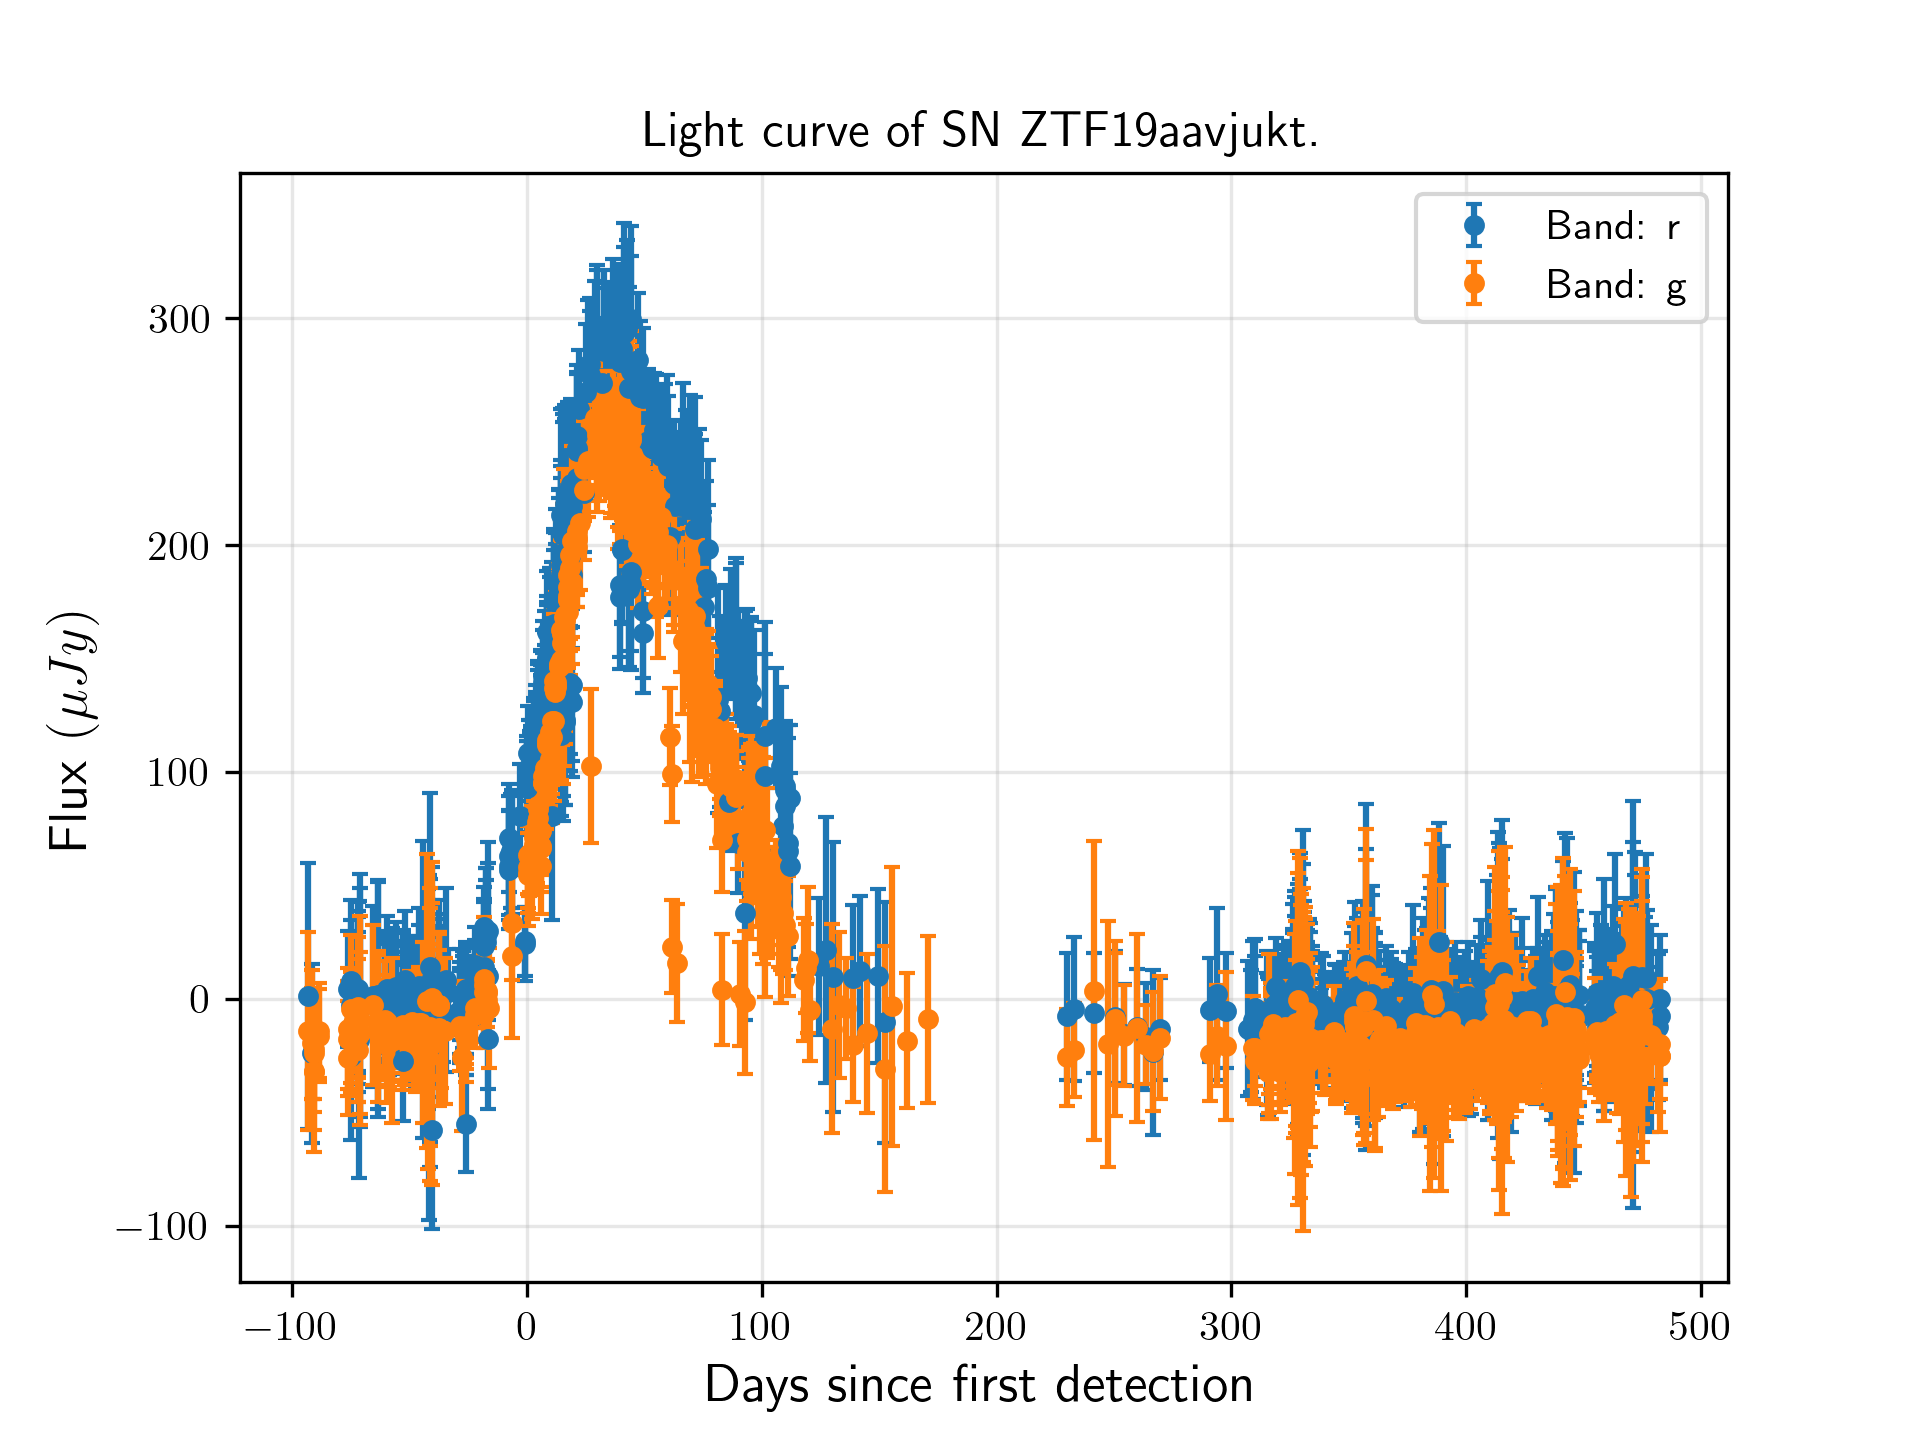 Light curve of SN ZTF19aavjukt.
Band: r
Band: g
Flux (μJy)
300
200
100
0
−100
−100 0 100 200 300 400 500
Days since first detection